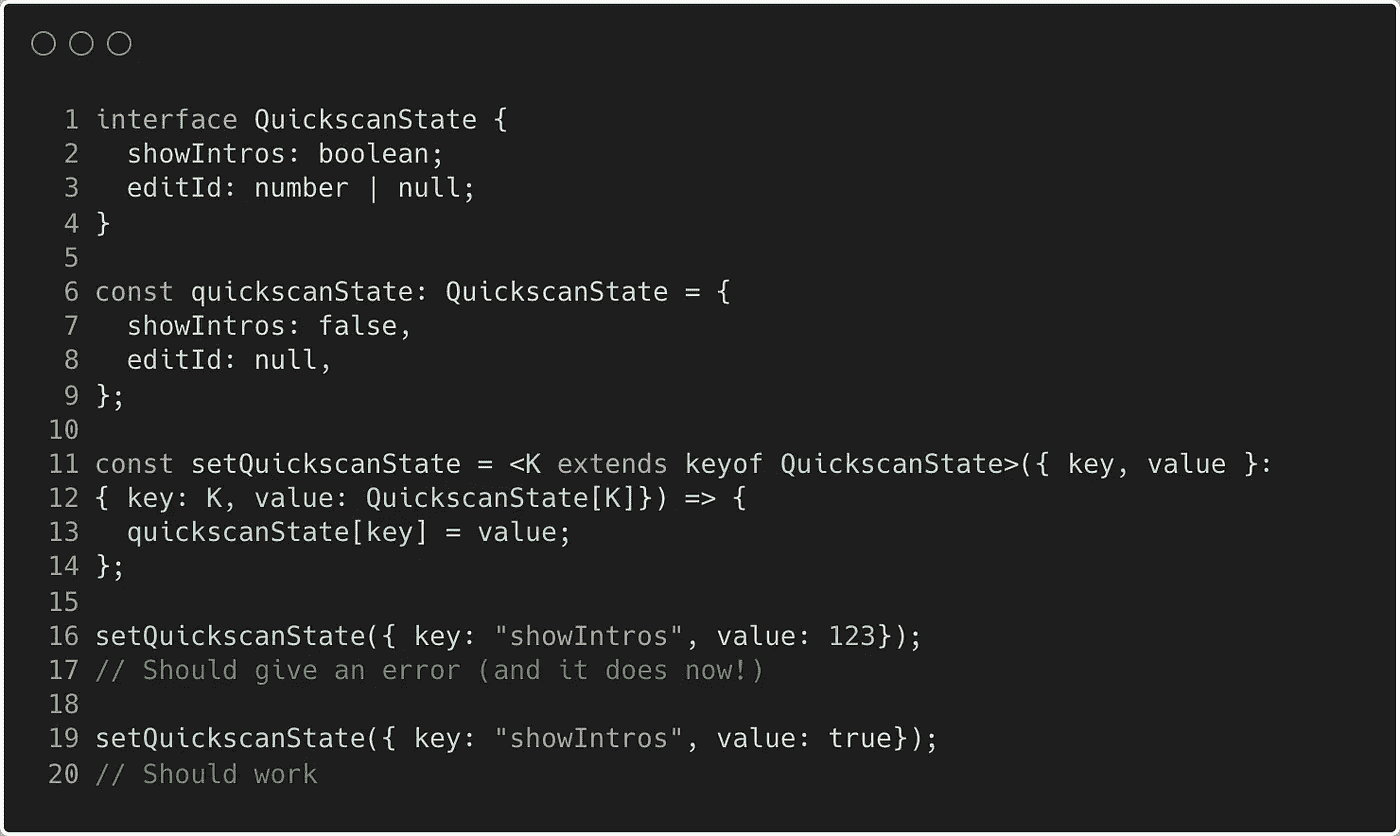 1 interface QuickscanState {
2   showIntros: boolean;
3   editId: number | null;
4 }
5
6 const quickscanState: QuickscanState = {
7   showIntros: false,
8   editId: null,
9 };
10
11 const setQuickscanState = <K extends keyof QuickscanState>({ key, value }:
12 { key: K, value: QuickscanState[K]}) => {
13   quickscanState[key] = value;
14 };
15
16 setQuickscanState({ key: "showIntros", value: 123});
17 // Should give an error (and it does now!)
18
19 setQuickscanState({ key: "showIntros", value: true});
20 // Should work